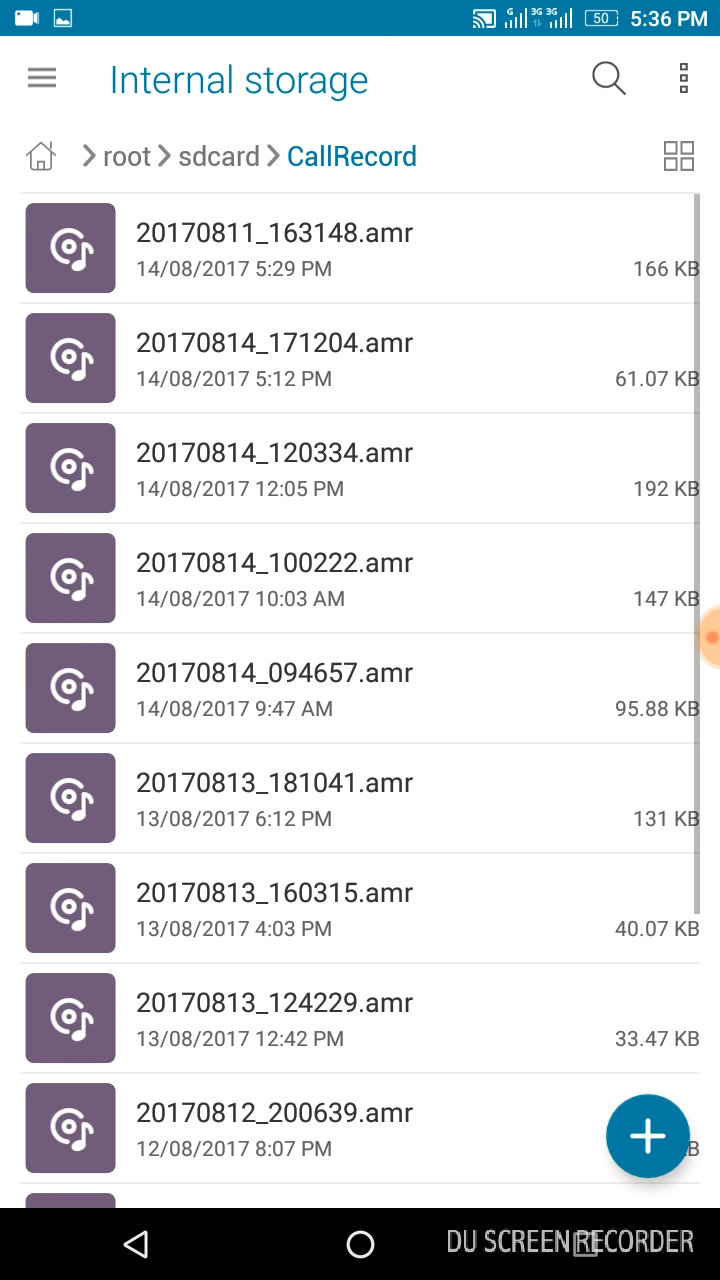 G 3G 3G 50 5:36 PM
Internal storage
root sdcard CallRecord
20170811_163148.amr
14/08/2017 5:29 PM 166 KB
20170814_171204.amr
14/08/2017 5:12 PM 61.07 KB
20170814_120334.amr
14/08/2017 12:05 PM 192 KB
20170814_100222.amr
14/08/2017 10:03 AM 147 KB
20170814_094657.amr
14/08/2017 9:47 AM 95.88 KB
20170813_181041.amr
13/08/2017 6:12 PM 131 KB
20170813_160315.amr
13/08/2017 4:03 PM 40.07 KB
20170813_124229.amr
13/08/2017 12:42 PM 33.47 KB
20170812_200639.amr
12/08/2017 8:07 PM
DU SCREEN RECORDER